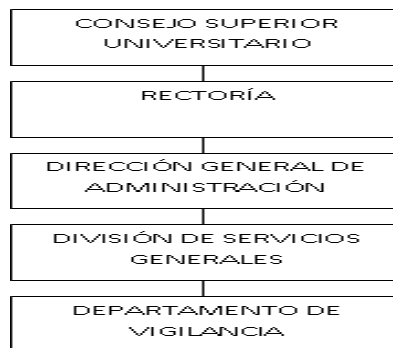 CONSEJO SUPERIOR
UNIVERSITARIO
RECTORÍA
DIRECCIÓN GENERAL DE
ADMINISTRACIÓN
DIVISIÓN DE SERVICIOS
GENERALES
DEPARTAMENTO DE
VIGILANCIA